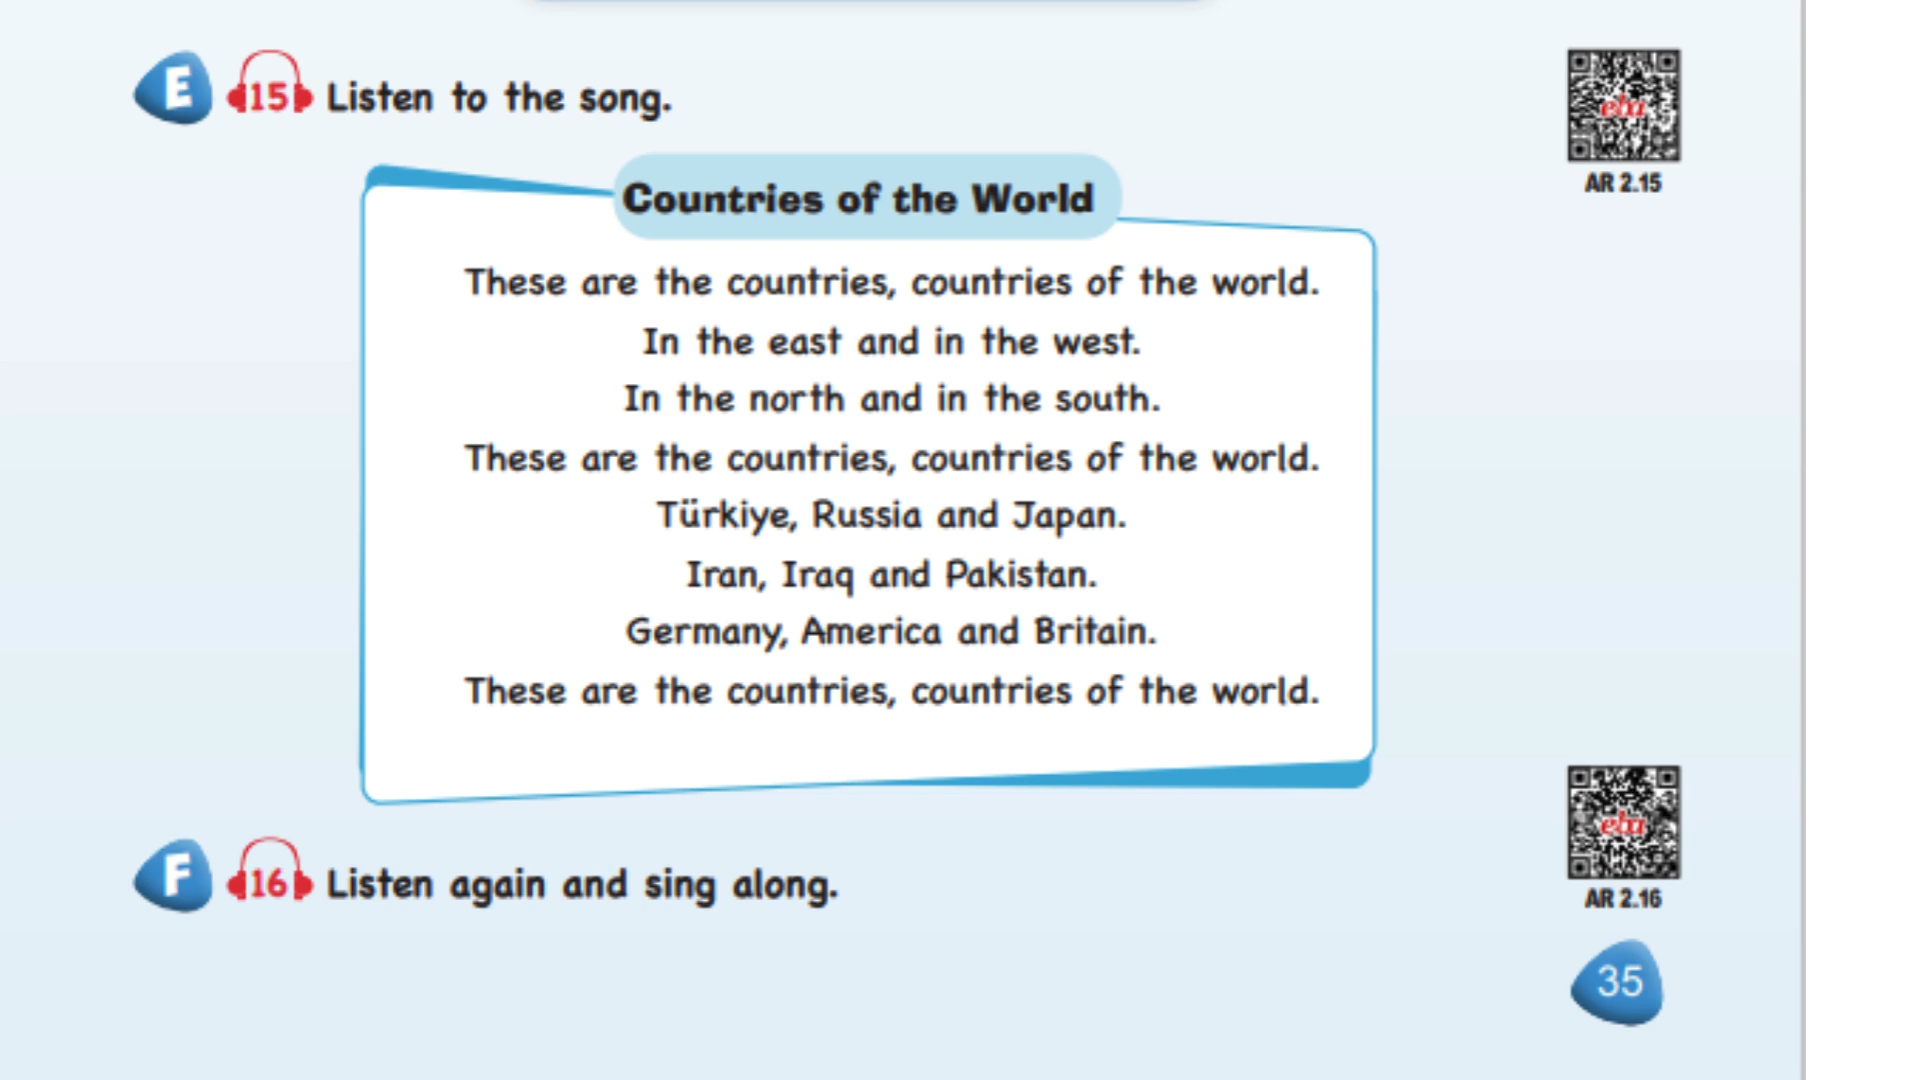 E 15 Listen to the song.
eba
AR 2.15
Countries of the World
These are the countries, countries of the world.
In the east and in the west.
In the north and in the south.
These are the countries, countries of the world.
Türkiye, Russia and Japan.
Iran, Iraq and Pakistan.
Germany, America and Britain.
These are the countries, countries of the world.
eba
AR 2.16
F 16 Listen again and sing along.
35